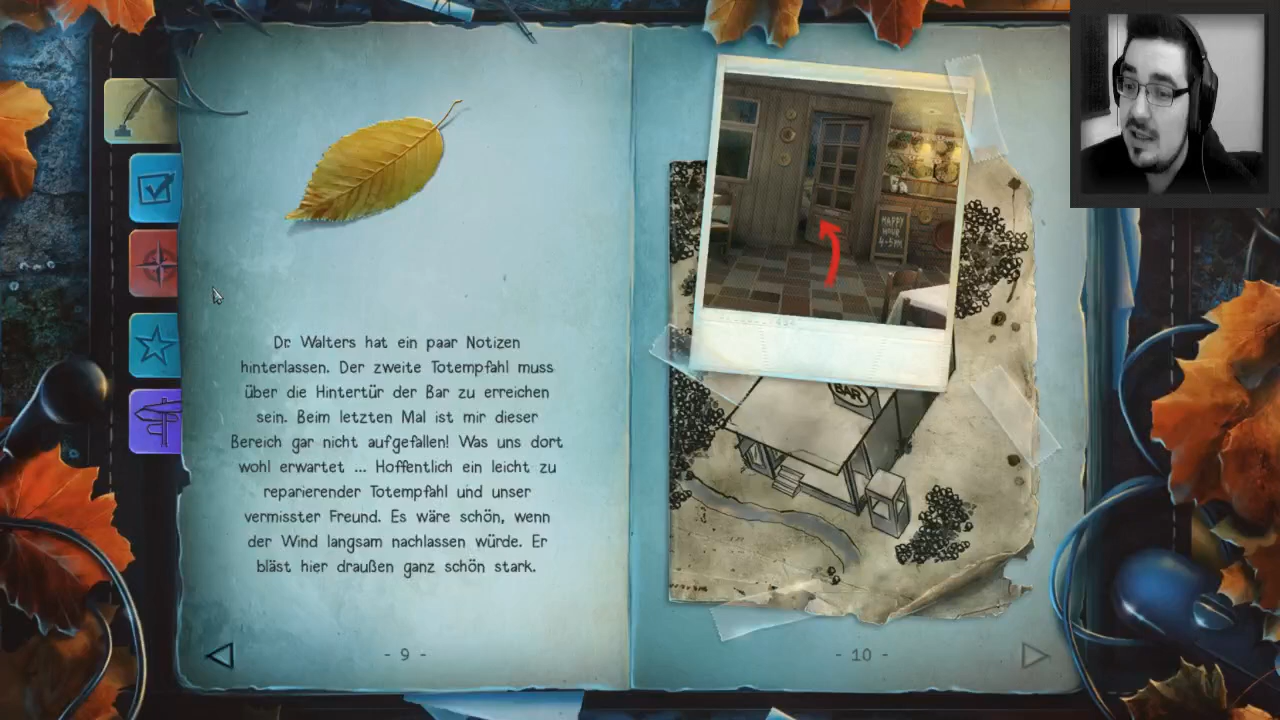 Dr. Walters hat ein paar Notizen
hinterlassen. Der zweite Totempfahl muss
über die Hintertür der Bar zu erreichen
sein. Beim letzten Mal ist mir dieser
Bereich gar nicht aufgefallen! Was uns dort
wohl erwartet ... Hoffentlich ein leicht zu
reparierender Totempfahl und unser
vermisster Freund. Es wäre schön, wenn
der Wind langsam nachlassen würde. Er
bläst hier draußen ganz schön stark.
- 9 -
HAPPY
HOUR
4-5PM
BAR
- 10 -